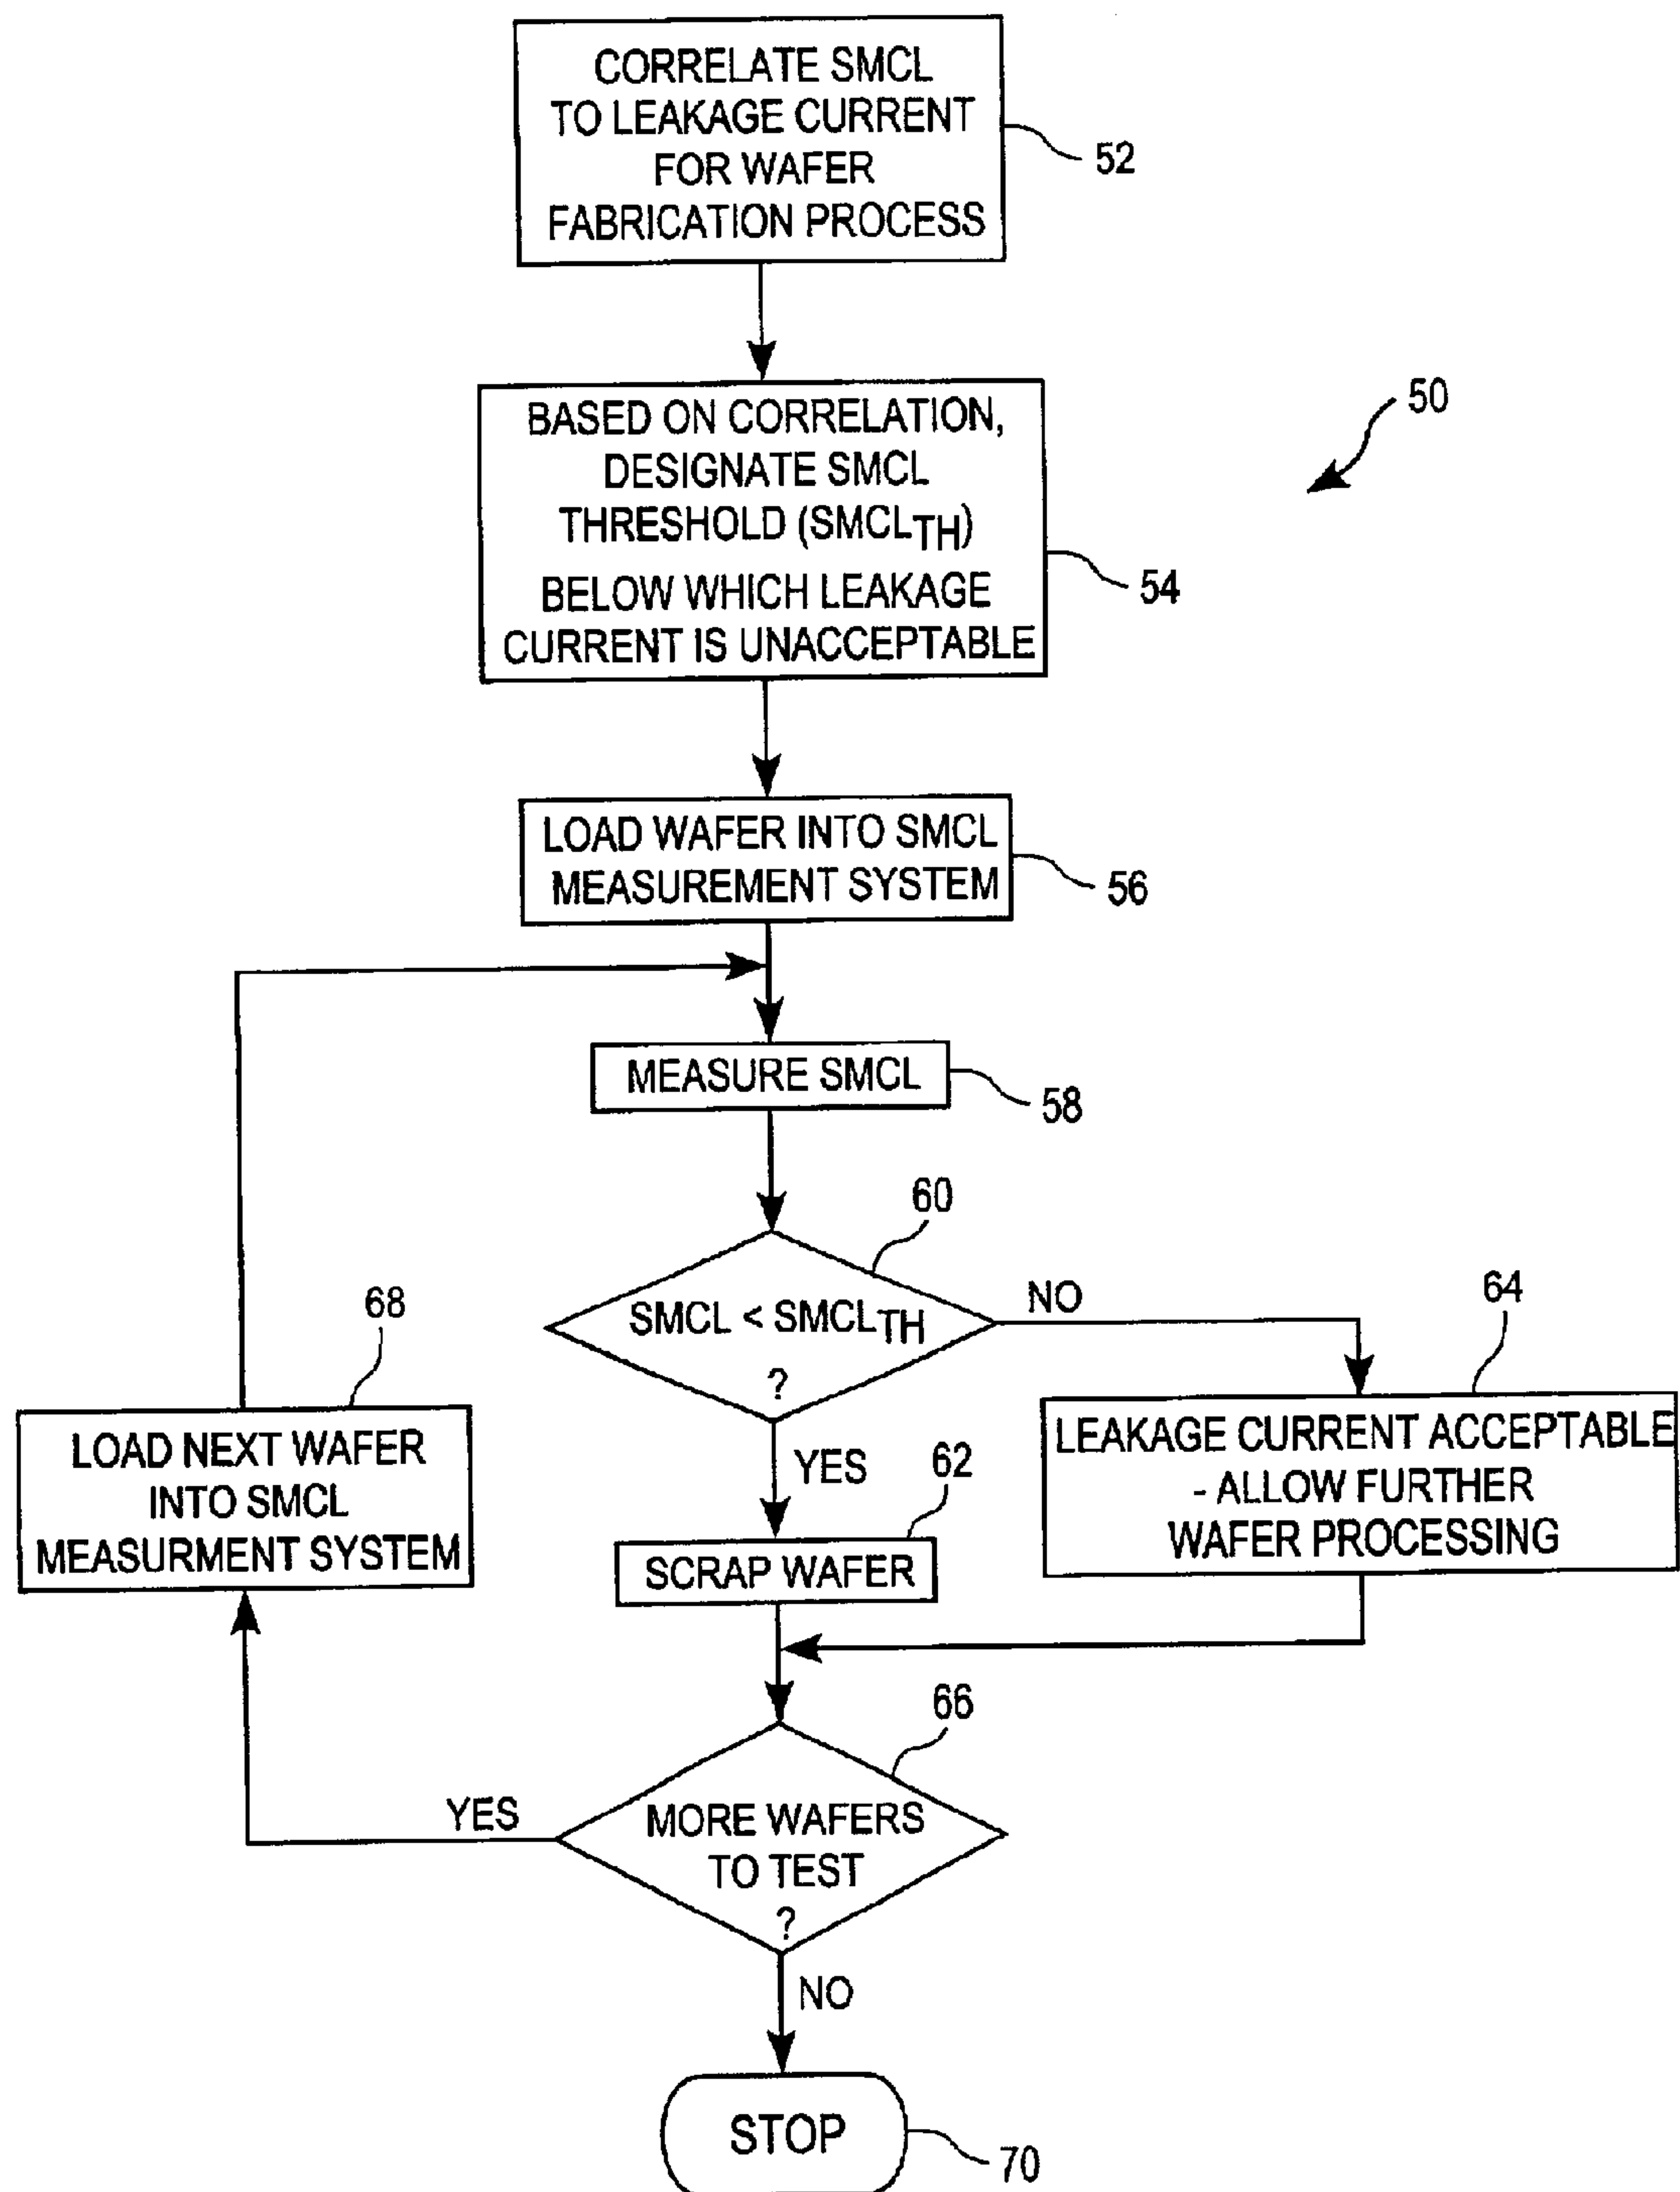 CORRELATE SMCL
TO LEAKAGE CURRENT
FOR WAFER
FABRICATION PROCESS
52
BASED ON CORRELATION,
DESIGNATE SMCL
THRESHOLD (SMCLTH)
BELOW WHICH LEAKAGE
CURRENT IS UNACCEPTABLE
50
54
LOAD WAFER INTO SMCL
MEASUREMENT SYSTEM
56
MEASURE SMCL
58
60
SMCL < SMCLTH
?
NO
64
LEAKAGE CURRENT ACCEPTABLE
- ALLOW FURTHER
WAFER PROCESSING
YES
62
SCRAP WAFER
68
LOAD NEXT WAFER
INTO SMCL
MEASURMENT SYSTEM
66
MORE WAFERS
TO TEST
?
YES
NO
STOP
70